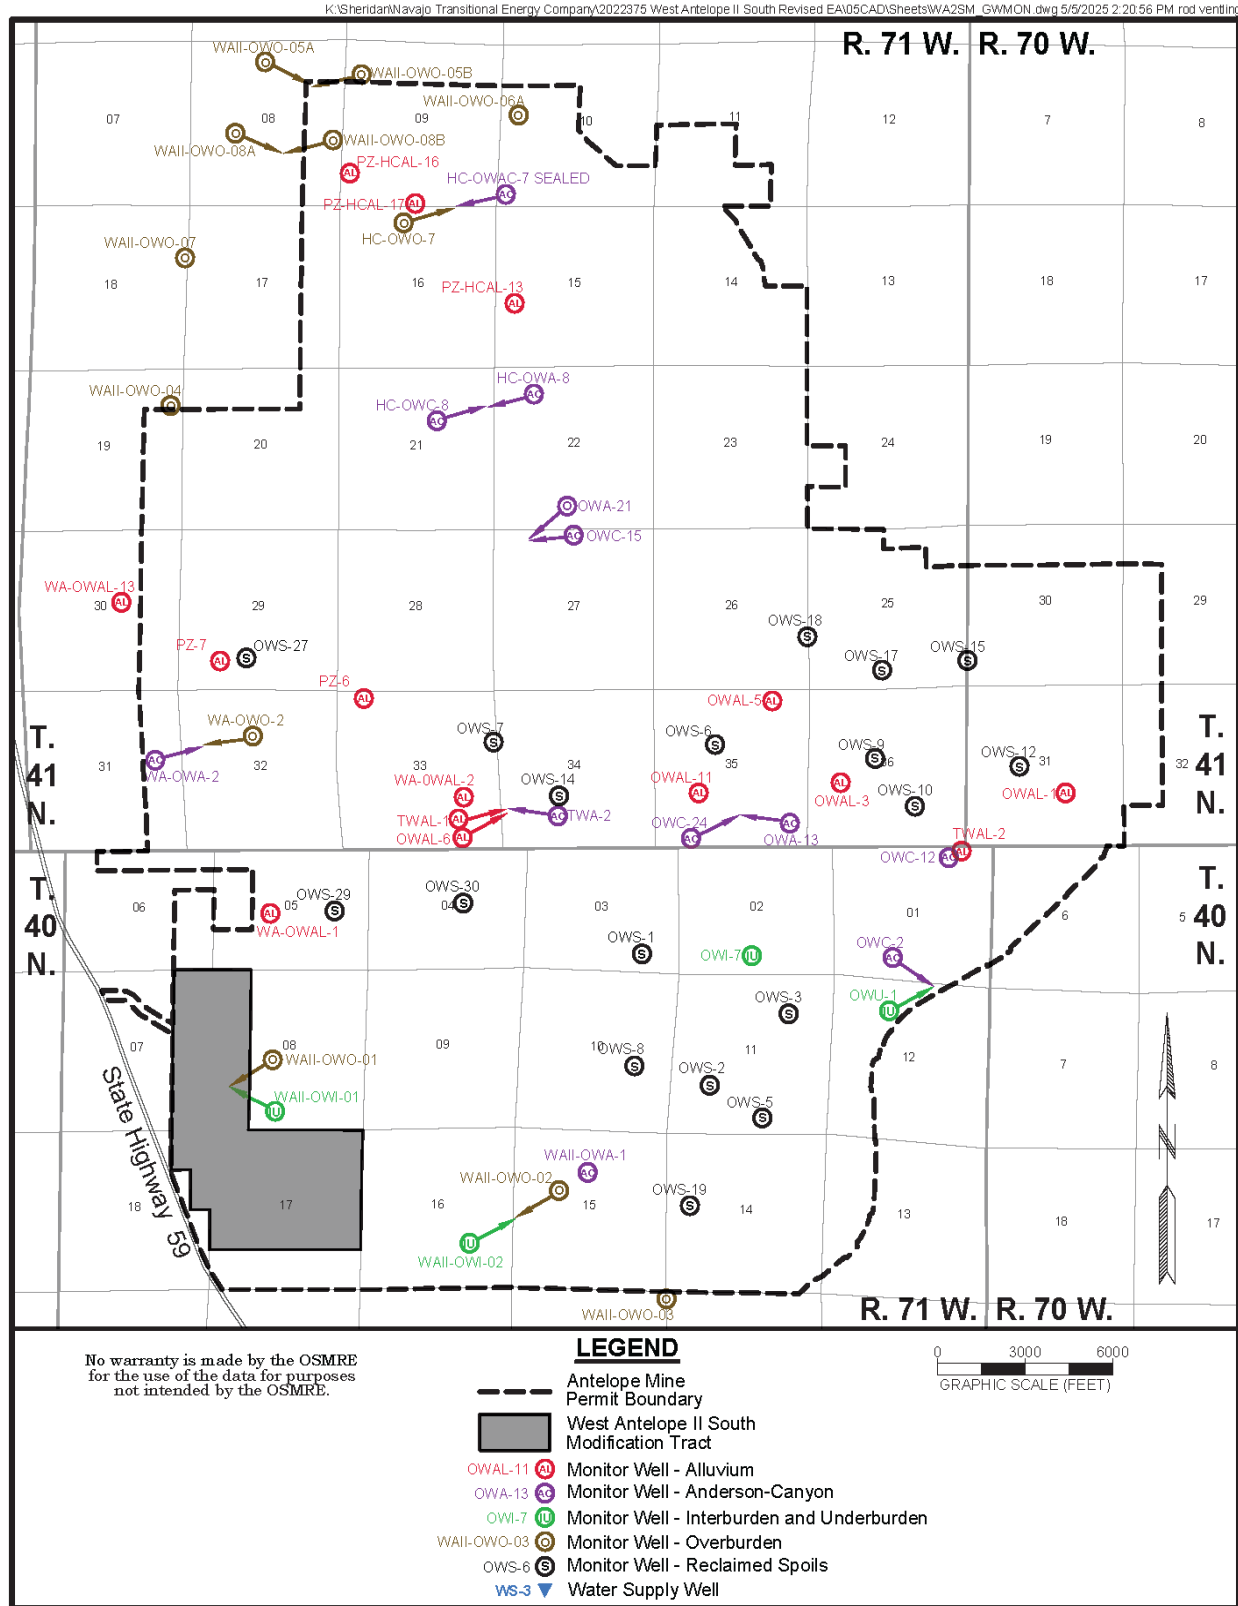 K:\Sheridan\Navajo Transitional Energy Company\2022375 West Antelope II South Revised EA\05CAD\Sheets\WA2SM_GWMON.dwg 5/5/2025 2:20:56 PM rod ventling
R. 71 W. R. 70 W.
WAII-OWO-05A
WAII-OWO-05B
WAII-OWO-06A
07
08
09
10
11
12
7
8
WAII-OWO-08A
WAII-OWO-08B
PZ-HCAL-16
HC-OWAC-7 SEALED
PZ-HCAL-17
HC-OWO-7
WAII-OWO-07
18
17
16
15
14
13
18
17
PZ-HCAL-13
WAII-OWO-04
HC-OWA-8
HC-OWC-8
19
20
21
22
23
24
19
20
OWA-21
OWC-15
WA-OWAL-13
30
29
28
27
26
25
30
29
OWS-18
OWS-17
OWS-15
PZ-7
OWS-27
PZ-6
OWAL-5
WA-OWO-2
OWS-7
OWS-6
OWS-9
OWS-12
T.
41
N.
31
32
33
34
35
36
31
32
T.
41
N.
WA-OWA-2
WA-0WAL-2
OWS-14
OWAL-11
OWAL-3
OWS-10
OWAL-1
TWAL-1
OWAL-6
TWA-2
OWC-24
OWA-13
TWAL-2
OWC-12
T.
40
N.
06
05
04
03
02
01
6
5
T.
40
N.
OWS-29
OWS-30
WA-OWAL-1
OWS-1
OWI-7
OWC-2
OWU-1
OWS-3
07
08
09
10
11
12
7
8
WAII-OWO-01
WAII-OWI-01
OWS-8
OWS-2
OWS-5
State Highway 59
WAII-OWA-1
WAII-OWO-02
OWS-19
18
17
16
15
14
13
18
17
WAII-OWI-02
WAII-OWO-03
R. 71 W. R. 70 W.
N
No warranty is made by the OSMRE
for the use of the data for purposes
not intended by the OSMRE.
LEGEND
0 3000 6000
GRAPHIC SCALE (FEET)
Antelope Mine
Permit Boundary
West Antelope II South
Modification Tract
OWAL-11 AL Monitor Well - Alluvium
OWA-13 AC Monitor Well - Anderson-Canyon
OWI-7 IU Monitor Well - Interburden and Underburden
WAII-OWO-03 O Monitor Well - Overburden
OWS-6 S Monitor Well - Reclaimed Spoils
WS-3 Water Supply Well